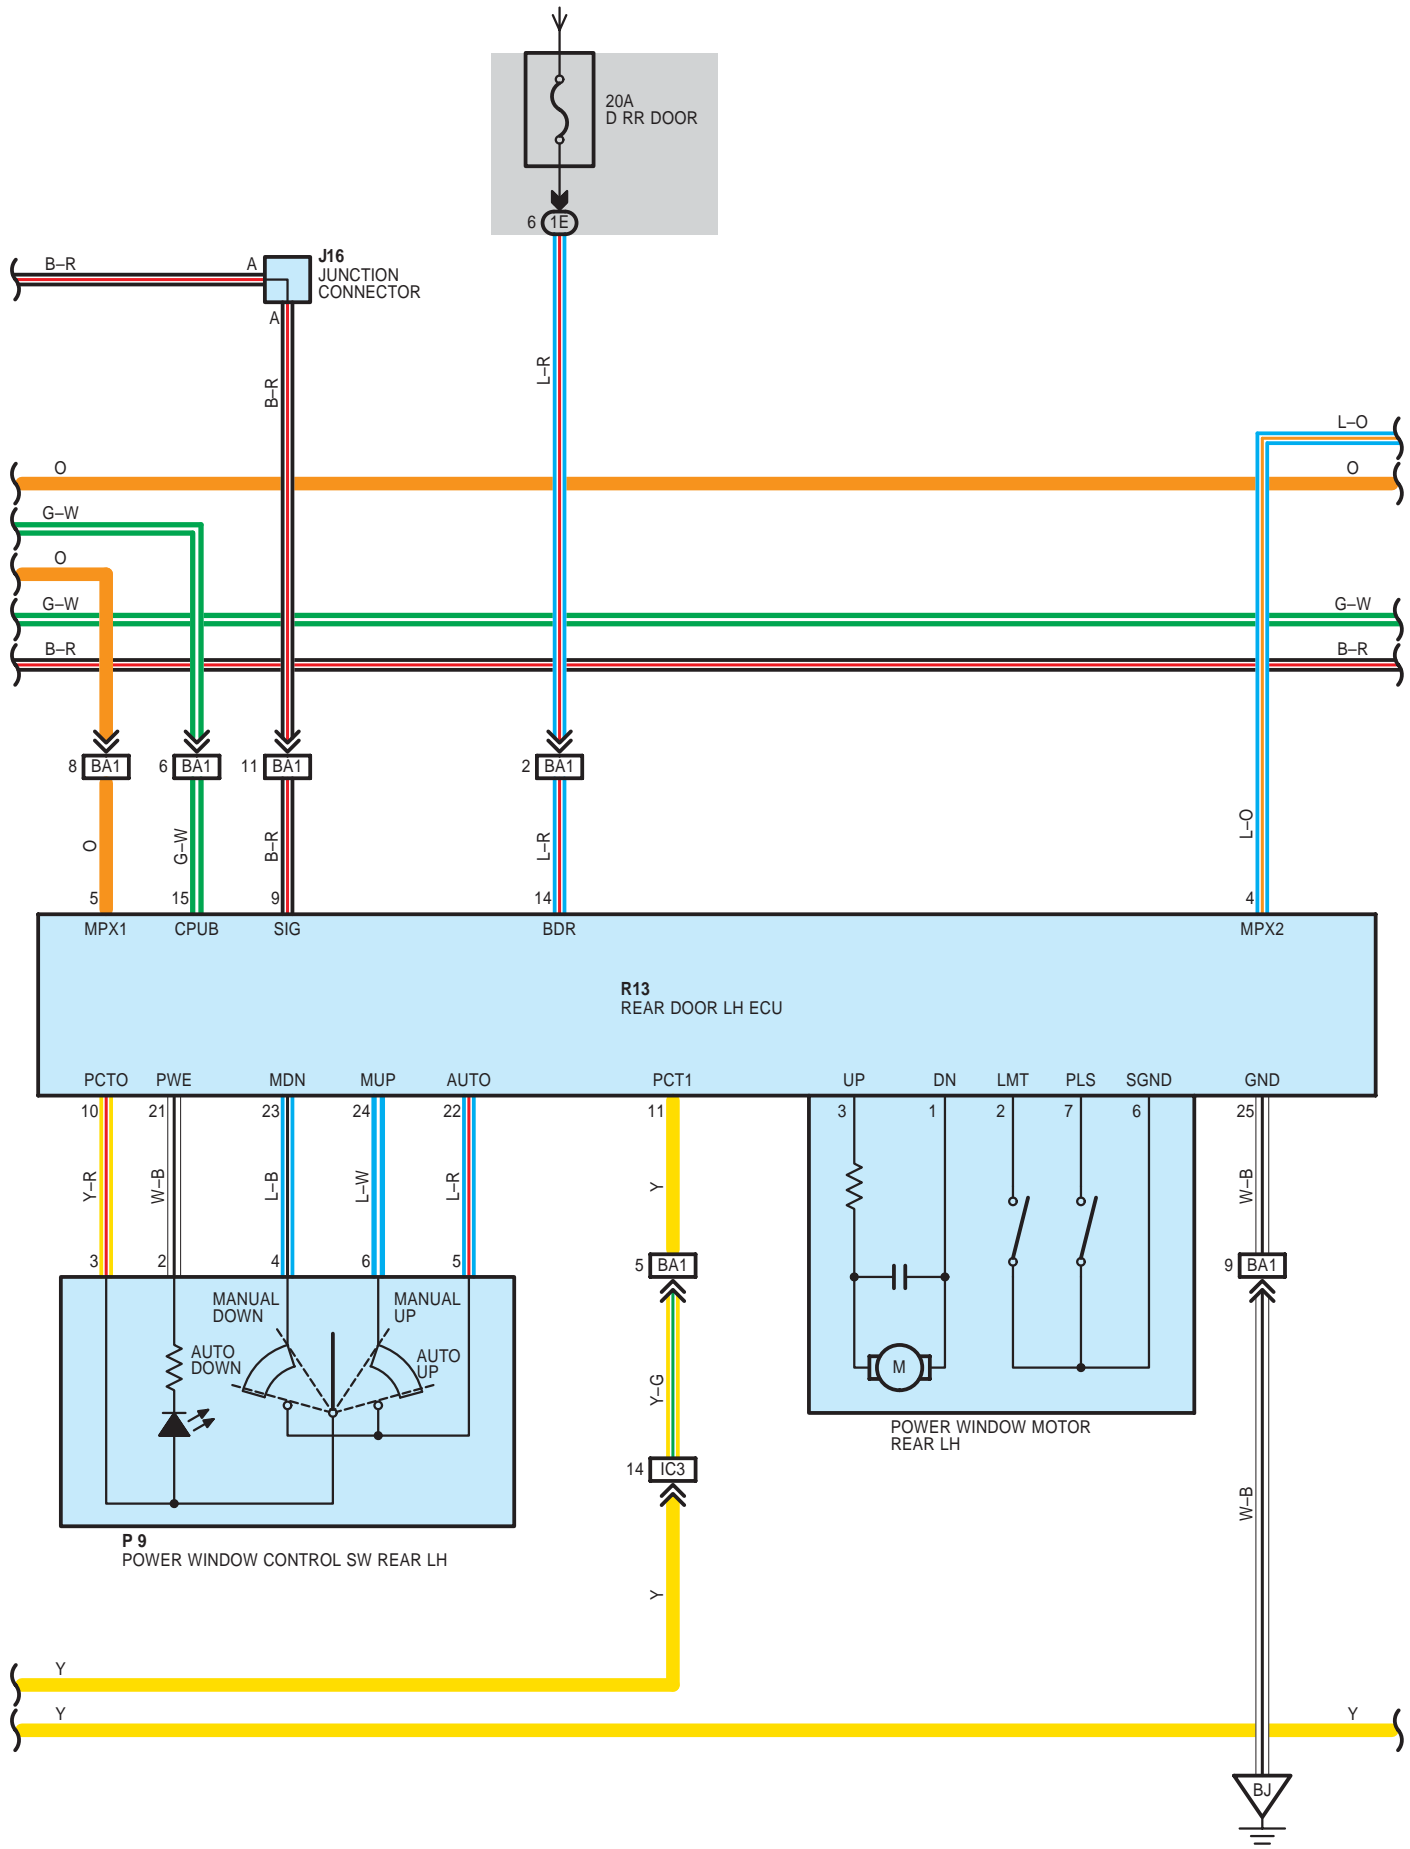 20A
D RR DOOR
6 1E
B–R A
J16
JUNCTION
CONNECTOR
A
B–R
L–R
L–O
O O
G–W
O
G–W G–W
B–R B–R
8 BA1 6 BA1 11 BA1 2 BA1
O G–W B–R L–R L–O
5 15 9 14 4
MPX1 CPUB SIG BDR MPX2
R13
REAR DOOR LH ECU
PCTO PWE MDN MUP AUTO PCT1 UP DN LMT PLS SGND GND
10 21 23 24 22 11 3 1 2 7 6 25
Y–R W–B L–B L–W L–R Y W–B
3 2 4 6 5 5 BA1 9 BA1
MANUAL
DOWN
MANUAL
UP
AUTO
DOWN
AUTO
UP
M
Y–G
POWER WINDOW MOTOR
REAR LH
14 IC3
W–B
P 9
POWER WINDOW CONTROL SW REAR LH
Y
Y
Y Y
BJ